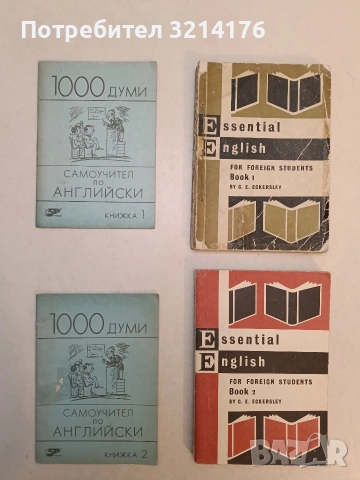 Потребител 3214176
1000 ДУМИ
САМОУЧИТЕЛ
ПО
АНГЛИЙСКИ
КНИЖКА 1
Essential
English
FOR FOREIGN STUDENTS
Book 1
BY C. E. ECKERSLEY
1000 ДУМИ
САМОУЧИТЕЛ
ПО
АНГЛИЙСКИ
КНИЖКА 2
Essential
English
FOR FOREIGN STUDENTS
Book 2
BY C. E. ECKERSLEY
BAZAR